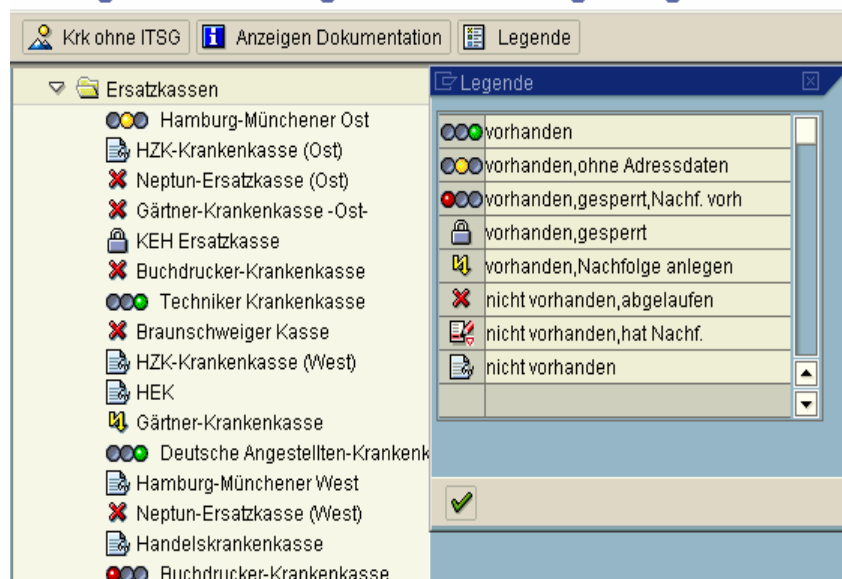 Krk ohne ITSG Anzeigen Dokumentation Legende
Ersatzkassen
Hamburg-Münchener Ost
HZK-Krankenkasse (Ost)
Neptun-Ersatzkasse (Ost)
Gärtner-Krankenkasse -Ost-
KEH Ersatzkasse
Buchdrucker-Krankenkasse
Techniker Krankenkasse
Braunschweiger Kasse
HZK-Krankenkasse (West)
HEK
Gärtner-Krankenkasse
Deutsche Angestellten-Krankenk
Hamburg-Münchener West
Neptun-Ersatzkasse (West)
Handelskrankenkasse
Buchdrucker-Krankenkasse
Legende
vorhanden
vorhanden,ohne Adressdaten
vorhanden,gesperrt,Nachf. vorh
vorhanden,gesperrt
vorhanden,Nachfolge anlegen
nicht vorhanden,abgelaufen
nicht vorhanden,hat Nachf.
nicht vorhanden